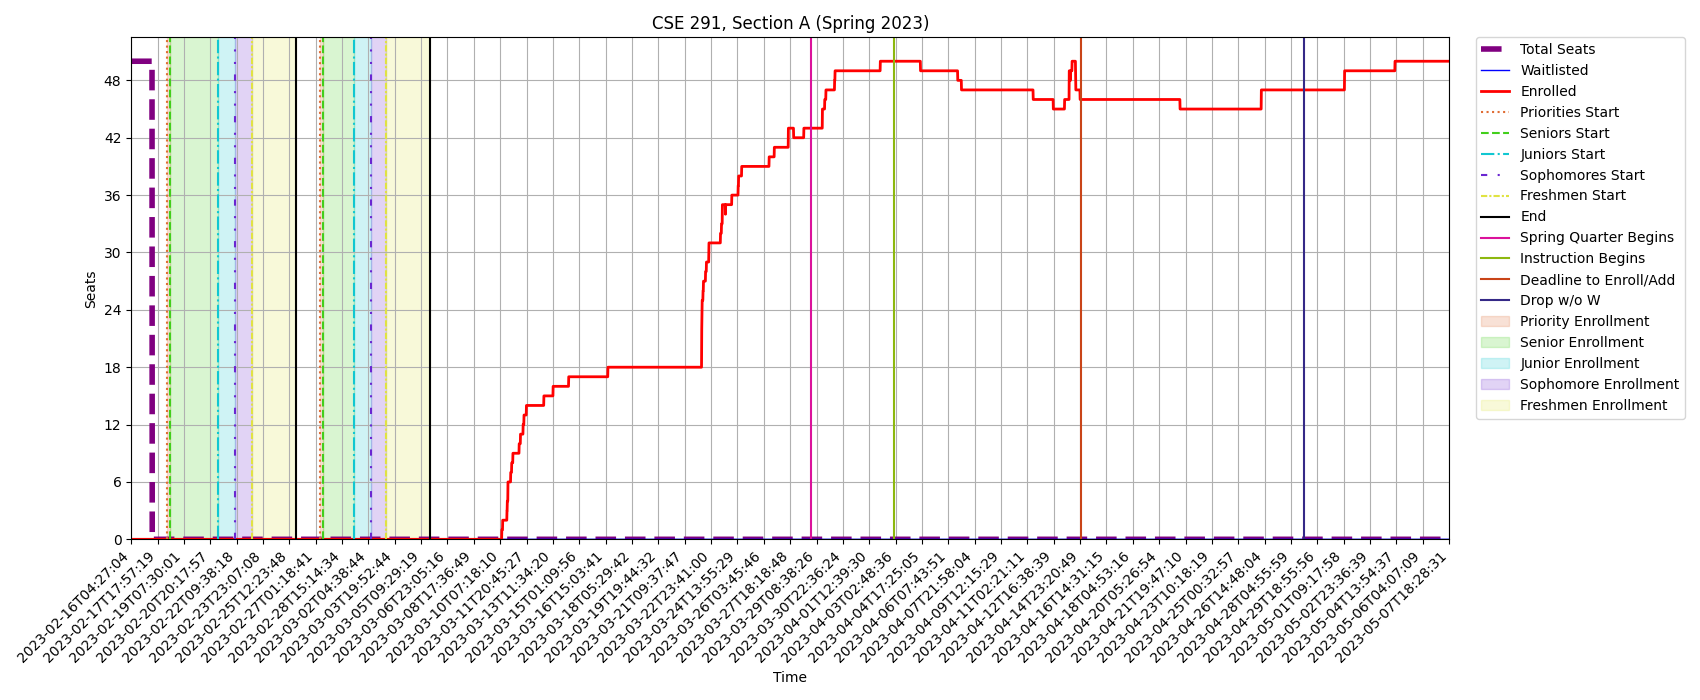 CSE 291, Section A (Spring 2023)
Seats
48
42
36
30
24
18
12
6
0
2023-02-16T04:27:04
2023-02-17T17:57:19
2023-02-19T07:30:01
2023-02-20T20:17:57
2023-02-22T09:38:18
2023-02-23T23:07:08
2023-02-25T12:23:48
2023-02-27T01:18:41
2023-02-28T15:14:34
2023-03-02T04:38:44
2023-03-03T19:52:44
2023-03-05T09:29:19
2023-03-06T23:05:16
2023-03-10T07:18:10
2023-03-11T20:45:27
2023-03-13T11:34:20
2023-03-15T01:09:56
2023-03-16T15:03:41
2023-03-18T05:29:42
2023-03-19T19:44:32
2023-03-21T09:37:47
2023-03-22T23:41:00
2023-03-24T13:55:29
2023-03-26T03:45:46
2023-03-27T18:18:48
2023-03-29T08:38:26
2023-03-30T22:36:24
2023-04-01T12:39:30
2023-04-03T02:48:36
2023-04-04T17:25:05
2023-04-06T07:43:51
2023-04-07T21:58:04
2023-04-09T12:15:29
2023-04-11T02:21:11
2023-04-12T16:38:39
2023-04-14T23:20:49
2023-04-16T14:31:15
2023-04-18T04:53:16
2023-04-20T05:26:54
2023-04-21T19:47:10
2023-04-23T10:18:19
2023-04-25T00:32:57
2023-04-26T14:48:04
2023-04-28T04:55:59
2023-04-29T18:55:56
2023-05-01T09:17:58
2023-05-02T23:36:39
2023-05-04T13:54:37
2023-05-06T04:07:09
2023-05-07T18:28:31
Time
Total Seats
Waitlisted
Enrolled
Priorities Start
Seniors Start
Juniors Start
Sophomores Start
Freshmen Start
End
Spring Quarter Begins
Instruction Begins
Deadline to Enroll/Add
Drop w/o W
Priority Enrollment
Senior Enrollment
Junior Enrollment
Sophomore Enrollment
Freshmen Enrollment